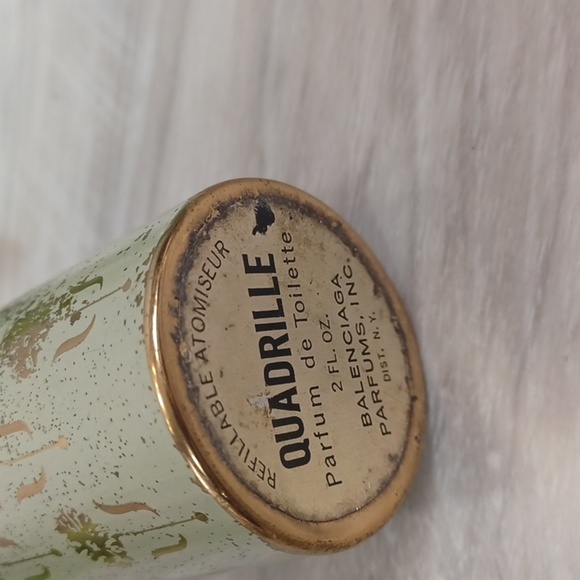 REFILLABLE ATOMISEUR
QUADRILLE
Parfum de Toilette
2 FL. OZ.
BALENCIAGA
PARFUMS, INC.
DIST. N.Y.